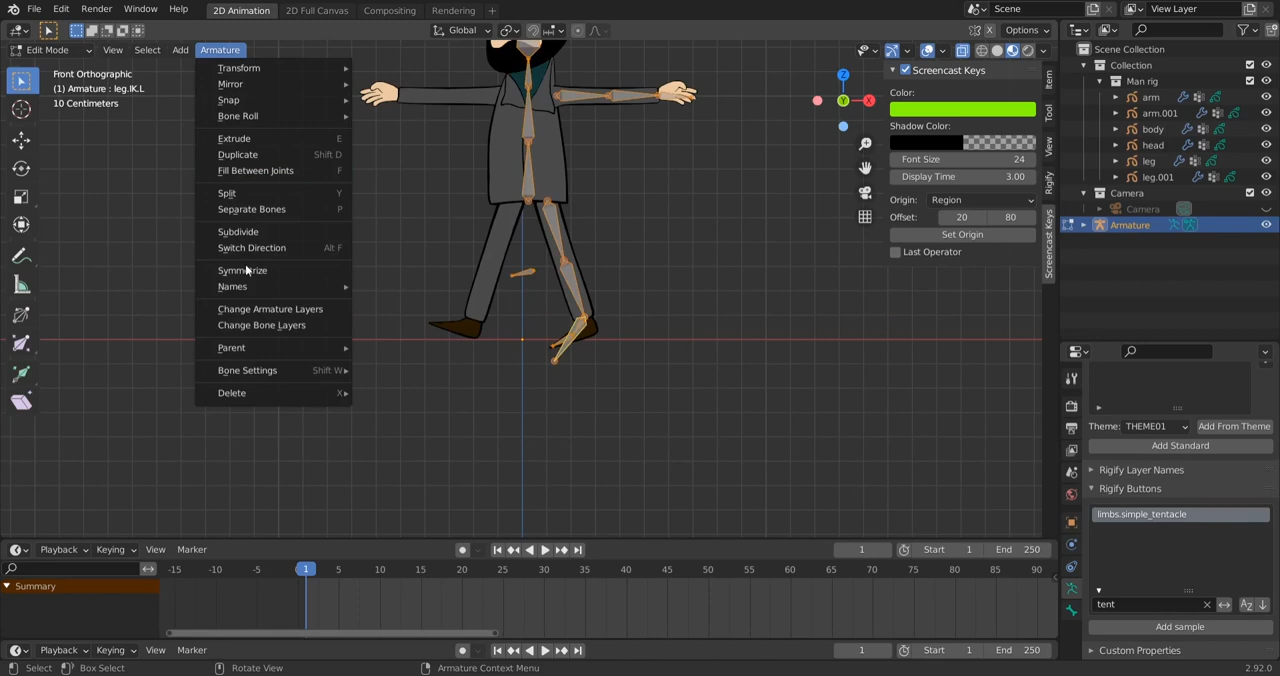 File Edit Render Window Help 2D Animation 2D Full Canvas Compositing Rendering + Scene View Layer
Global Options
Edit Mode View Select Add Armature
Front Orthographic
(1) Armature : leg.IK.L
10 Centimeters
Transform
Mirror
Snap
Bone Roll
Extrude E
Duplicate Shift D
Fill Between Joints F
Split Y
Separate Bones P
Subdivide
Switch Direction Alt F
Symmetrize
Names
Change Armature Layers
Change Bone Layers
Parent
Bone Settings Shift W
Delete X
Z
Y
X
Screencast Keys
Color:
Shadow Color:
Font Size 24
Display Time 3.00
Origin: Region
Offset: 20 80
Set Origin
Last Operator
Item
Tool
View
Rigify
Screencast Keys
Scene Collection
Collection
Man rig
arm
arm.001
body
head
leg
leg.001
Camera
Camera
Armature
Theme: THEME01 Add From Theme
Add Standard
Rigify Layer Names
Rigify Buttons
limbs.simple_tentacle
tent
Add sample
Custom Properties
Playback Keying View Marker 1 Start 1 End 250
-15 -10 -5 1 5 10 15 20 25 30 35 40 45 50 55 60 65 70 75 80 85 90
Summary
Playback Keying View Marker 1 Start 1 End 250
Select Box Select Rotate View Armature Context Menu 2.92.0